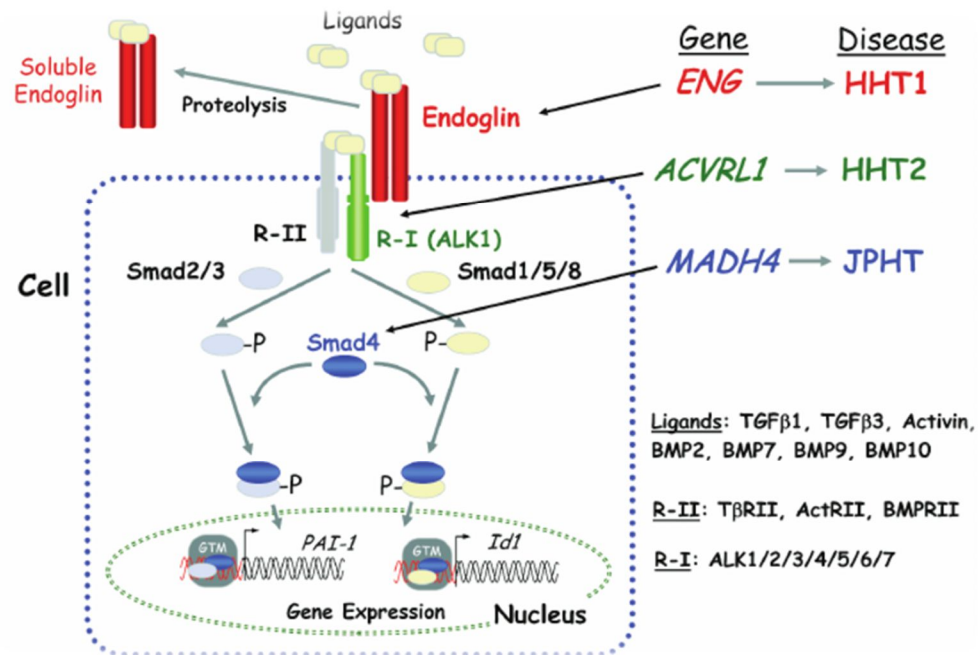 Ligands
Gene
Disease
Soluble
Endoglin
Proteolysis
Endoglin
ENG
HHT1
ACVRL1
HHT2
R-II
R-I (ALK1)
Cell
Smad2/3
Smad1/5/8
MADH4
JPHT
-P
Smad4
P-
Ligands: TGFβ1, TGFβ3, Activin,
BMP2, BMP7, BMP9, BMP10
-P
P-
R-II: TβRII, ActRII, BMPRII
GTM
PAI-1
GTM
Id1
R-I: ALK1/2/3/4/5/6/7
Gene Expression
Nucleus